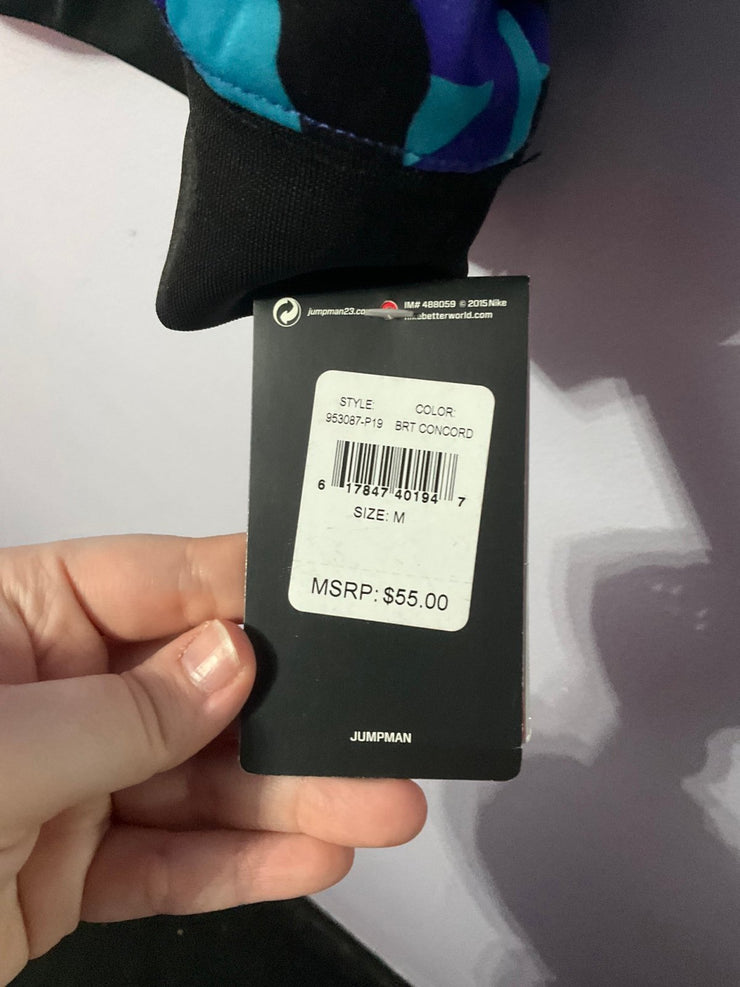 jumpman23.co
IM# 488059 © 2015 Nike
betterworld.com
STYLE: COLOR:
953087-P19 BRT CONCORD
6 17847 40194 7
SIZE: M
MSRP: $55.00
JUMPMAN